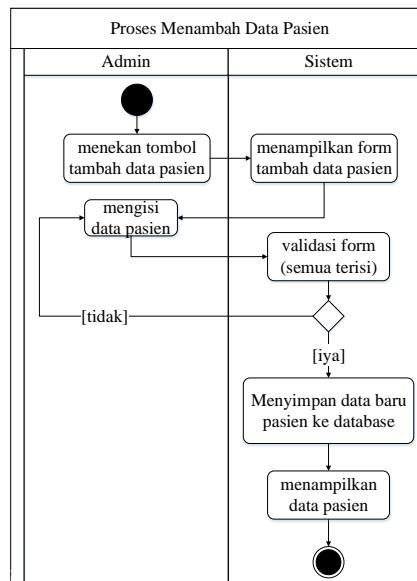 Proses Menambah Data Pasien
Admin
Sistem
menekan tombol
tambah data pasien
menampilkan form
tambah data pasien
mengisi
data pasien
validasi form
(semua terisi)
[tidak]
[iya]
Menyimpan data baru
pasien ke database
menampilkan
data pasien